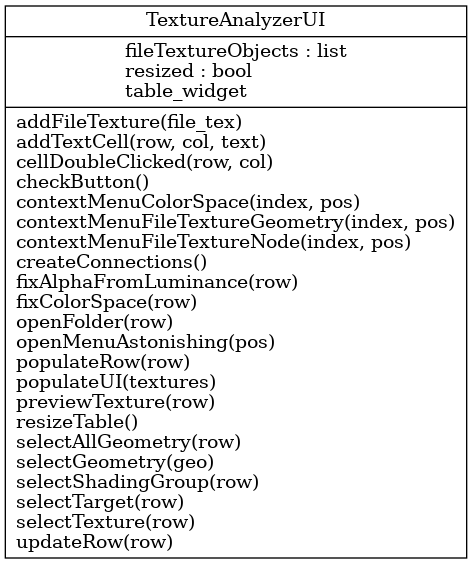 TextureAnalyzerUI
fileTextureObjects : list
resized : bool
table_widget
addFileTexture(file_tex)
addTextCell(row, col, text)
cellDoubleClicked(row, col)
checkButton()
contextMenuColorSpace(index, pos)
contextMenuFileTextureGeometry(index, pos)
contextMenuFileTextureNode(index, pos)
createConnections()
fixAlphaFromLuminance(row)
fixColorSpace(row)
openFolder(row)
openMenuAstonishing(pos)
populateRow(row)
populateUI(textures)
previewTexture(row)
resizeTable()
selectAllGeometry(row)
selectGeometry(geo)
selectShadingGroup(row)
selectTarget(row)
selectTexture(row)
updateRow(row)